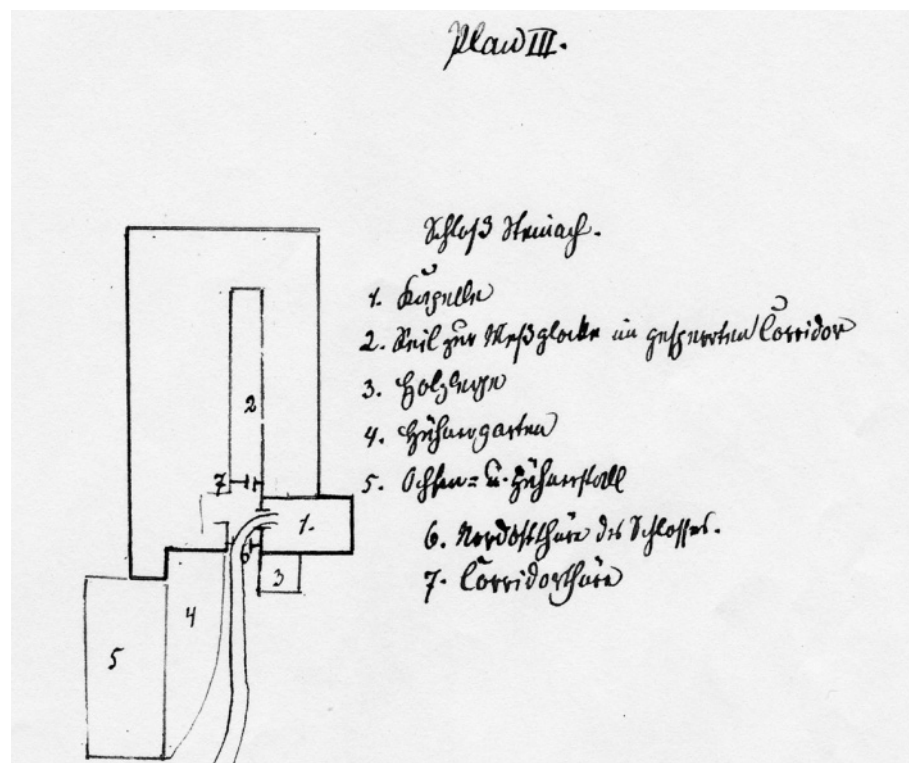 Plan III.
Schloß Steinach.
1. Kapelle
2. Seil zur Meßglocke im gesperrten Corridor
3. Holzlege
4. Hühnergarten
5. Ochsen- u. Hühnerstall
6. Nordostthüre des Schlosses.
7. Corridorthüre
2
7
1.
6
3
4
5